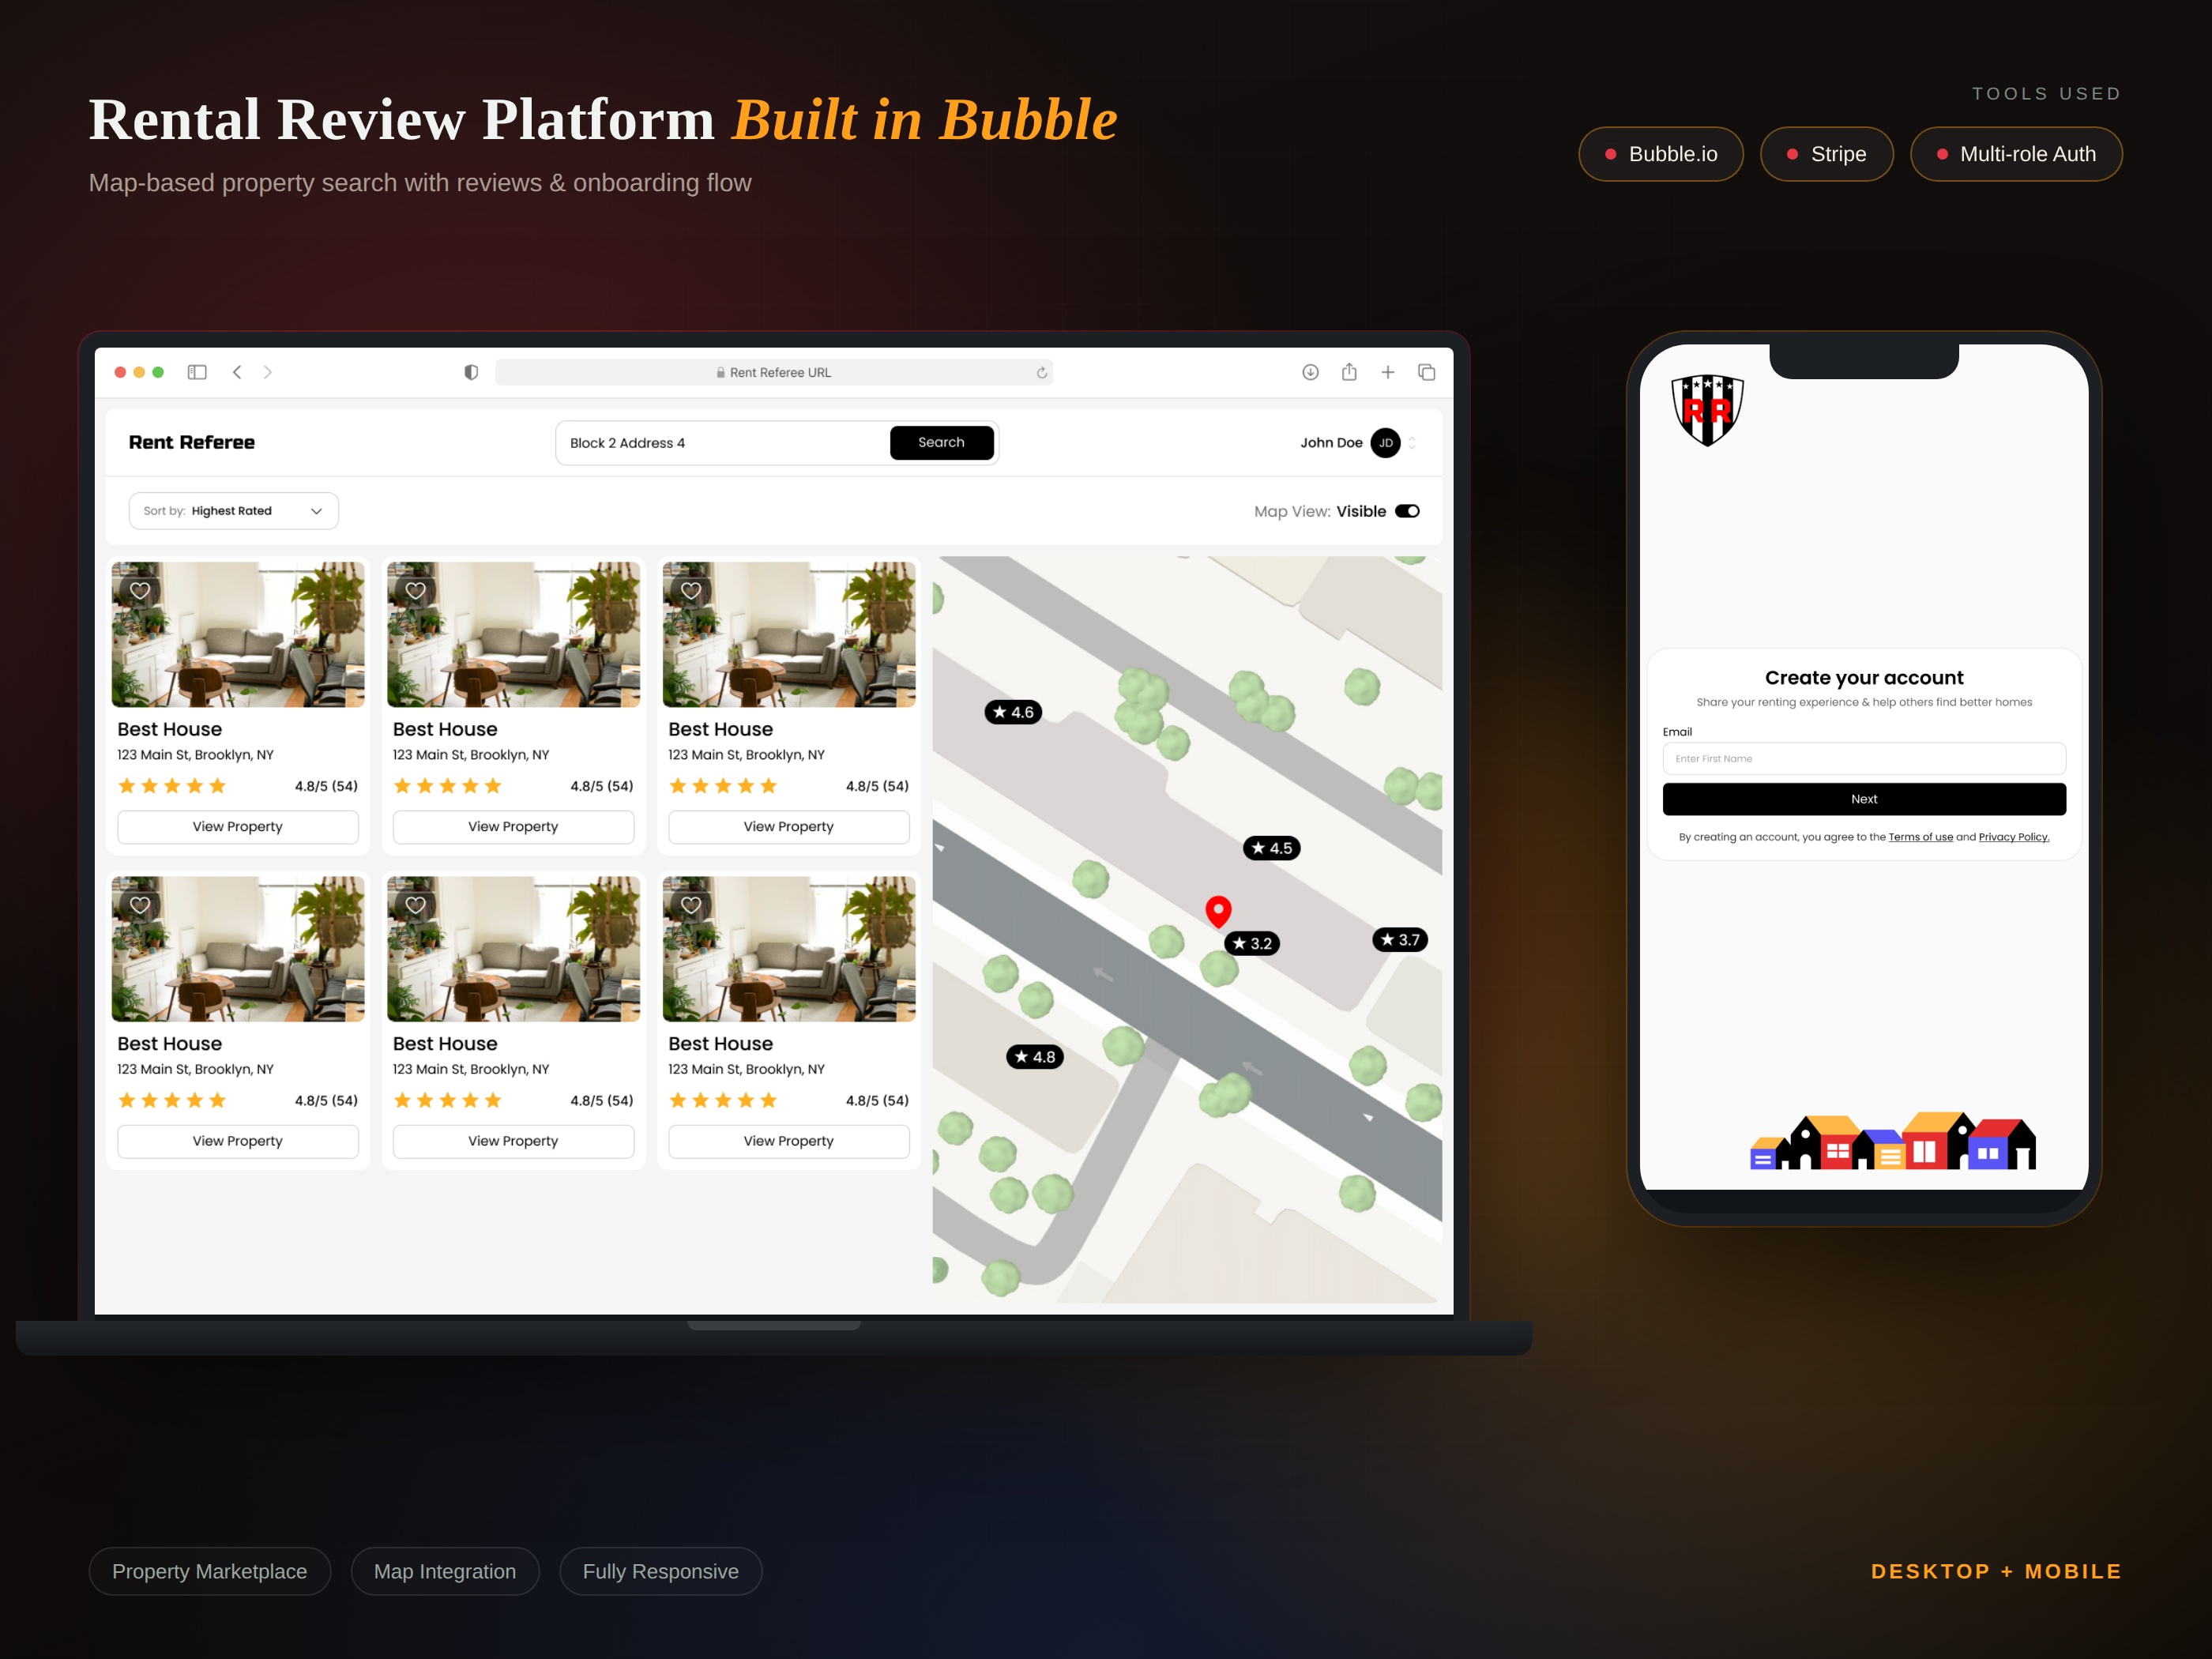 Rental Review Platform Built in Bubble
Map-based property search with reviews & onboarding flow
TOOLS USED
Bubble.io
Stripe
Multi-role Auth
Rent Referee URL
Rent Referee
Block 2 Address 4
Search
John Doe
JD
Sort by: Highest Rated
Map View: Visible
Best House
123 Main St, Brooklyn, NY
4.8/5 (54)
View Property
Best House
123 Main St, Brooklyn, NY
4.8/5 (54)
View Property
Best House
123 Main St, Brooklyn, NY
4.8/5 (54)
View Property
Best House
123 Main St, Brooklyn, NY
4.8/5 (54)
View Property
Best House
123 Main St, Brooklyn, NY
4.8/5 (54)
View Property
Best House
123 Main St, Brooklyn, NY
4.8/5 (54)
View Property
★ 4.6
★ 4.5
★ 3.2
★ 3.7
★ 4.8
RR
Create your account
Share your renting experience & help others find better homes
Email
Enter First Name
Next
By creating an account, you agree to the Terms of use and Privacy Policy.
Property Marketplace
Map Integration
Fully Responsive
DESKTOP + MOBILE